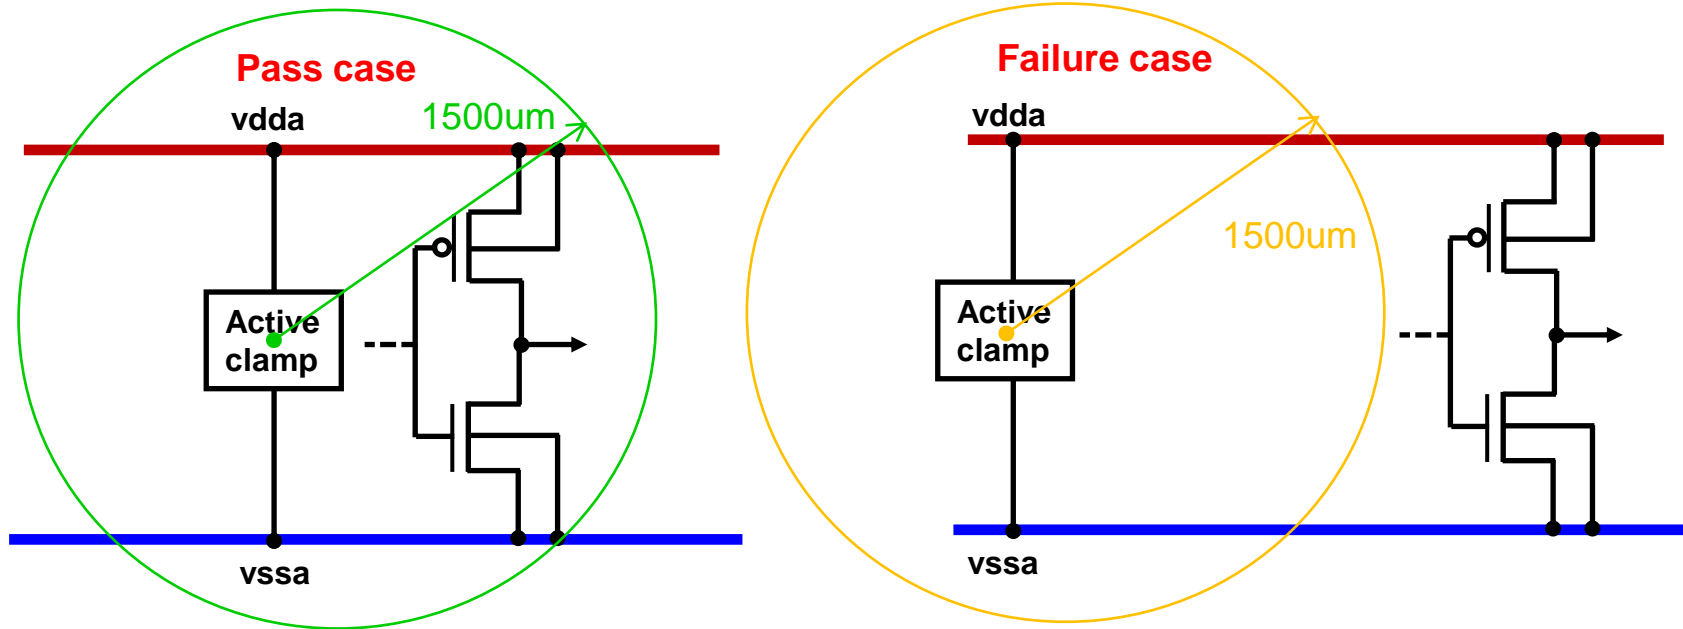 Pass case
vdda
1500um
Active
clamp
vssa
Failure case
vdda
1500um
Active
clamp
vssa